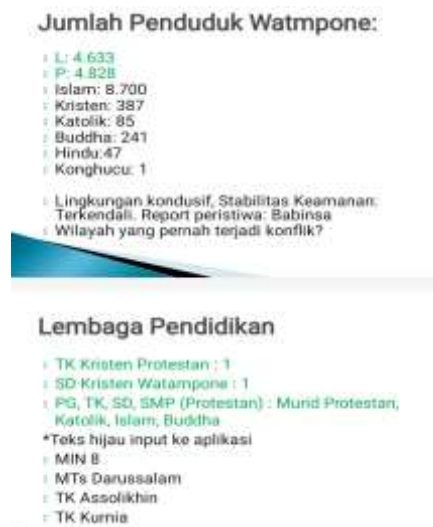 Jumlah Penduduk Watmpone:
L: 4.633
P: 4.828
Islam: 8.700
Kristen: 387
Katolik: 85
Buddha: 241
Hindu:47
Konghucu: 1
Lingkungan kondusif, Stabilitas Keamanan:
Terkendali. Report peristiwa: Babinsa
Wilayah yang pernah terjadi konflik?
Lembaga Pendidikan
TK Kristen Protestan : 1
SD Kristen Watampone : 1
PG, TK, SD, SMP (Protestan) : Murid Protestan,
Katolik, Islam, Buddha
*Teks hijau input ke aplikasi
MIN 8
MTs Darussalam
TK Assolikhin
TK Kurnia